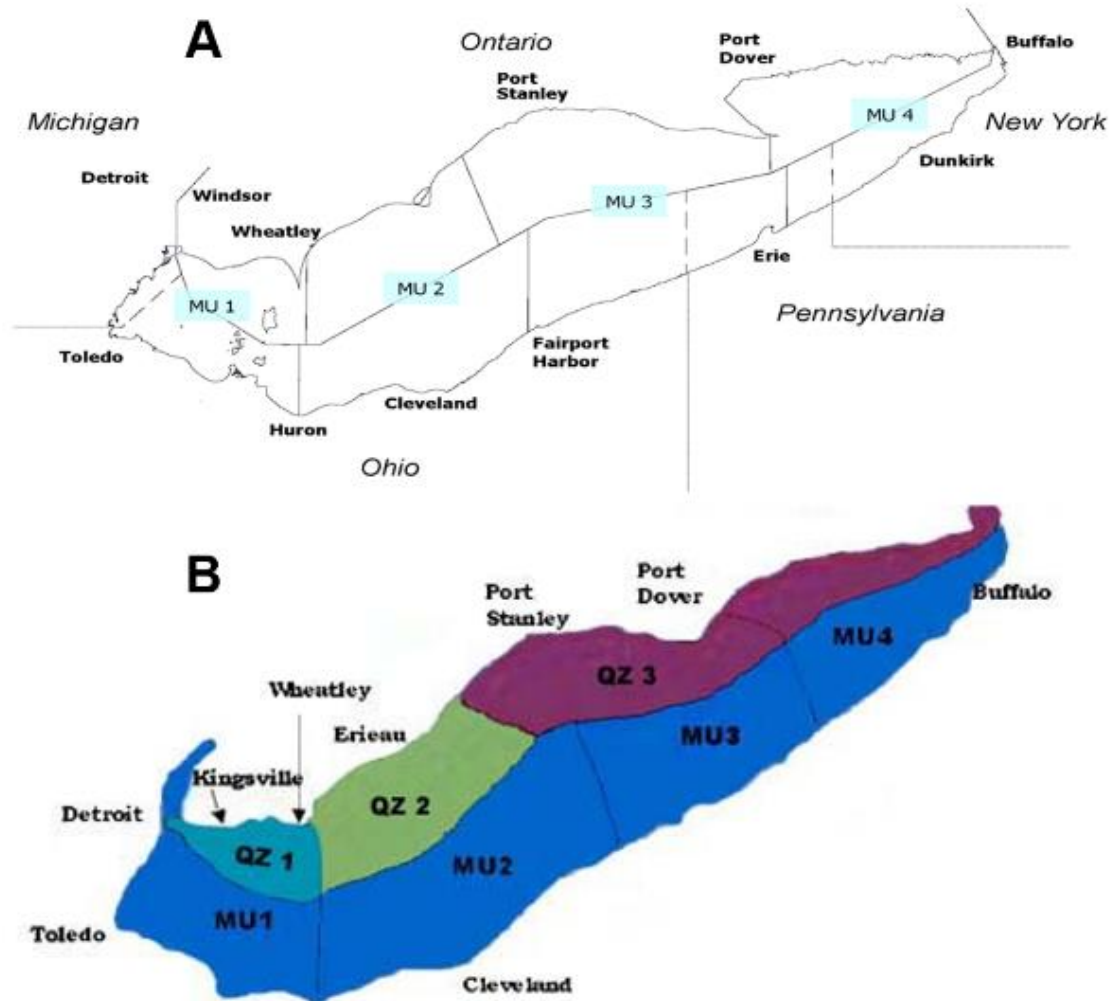 A
Ontario
Port
Dover
Buffalo
Port
Stanley
Michigan
MU 4
New York
Detroit
Windsor
Dunkirk
Wheatley
MU 3
Erie
MU 2
MU 1
Pennsylvania
Toledo
Fairport
Harbor
Cleveland
Huron
Ohio
B
Port
Stanley
Port
Dover
Buffalo
MU4
QZ 3
Wheatley
MU3
Erieau
Kingsville
QZ 2
Detroit
QZ 1
MU2
MU1
Toledo
Cleveland